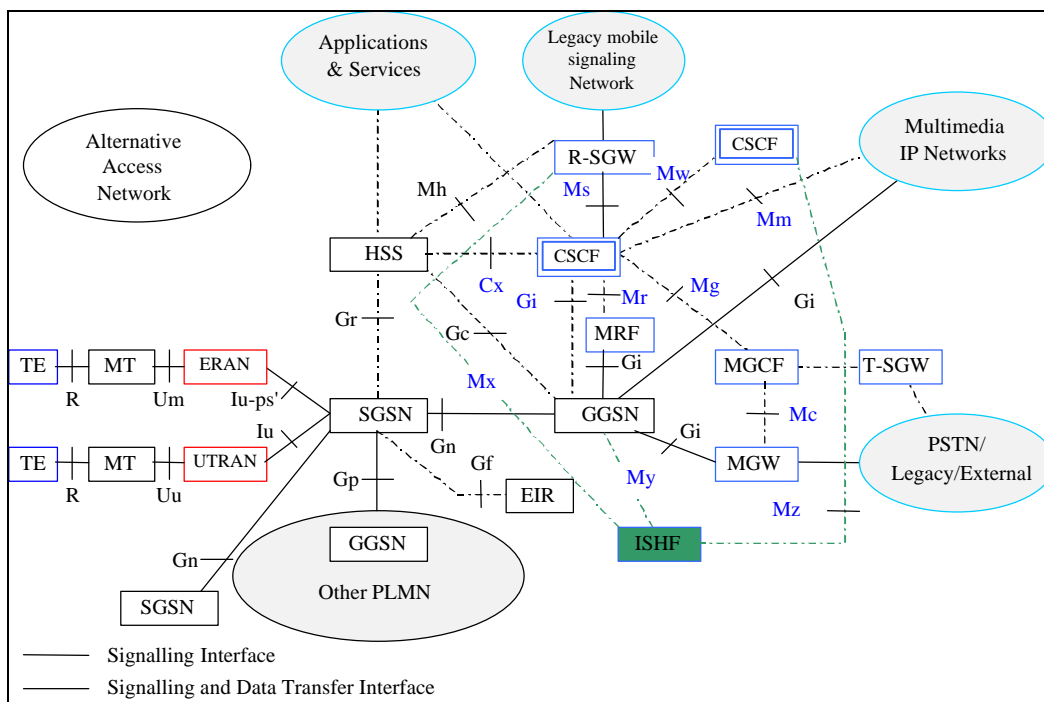 Applications
& Services
Legacy mobile
signaling
Network
Alternative
Access
Network
R-SGW
CSCF
Multimedia
IP Networks
Mh
Ms
Mw
Mm
HSS
CSCF
Cx
Gi
Mr
Mg
Gi
Gr
Gc
MRF
Gi
TE
MT
ERAN
MGCF
T-SGW
R
Um
Iu-ps'
Mx
Iu
SGSN
Gn
GGSN
Gi
Mc
TE
MT
UTRAN
MGW
PSTN/
Legacy/External
R
Uu
Gp
Gf
EIR
My
Mz
GGSN
ISHF
Gn
Other PLMN
SGSN
Signalling Interface
Signalling and Data Transfer Interface